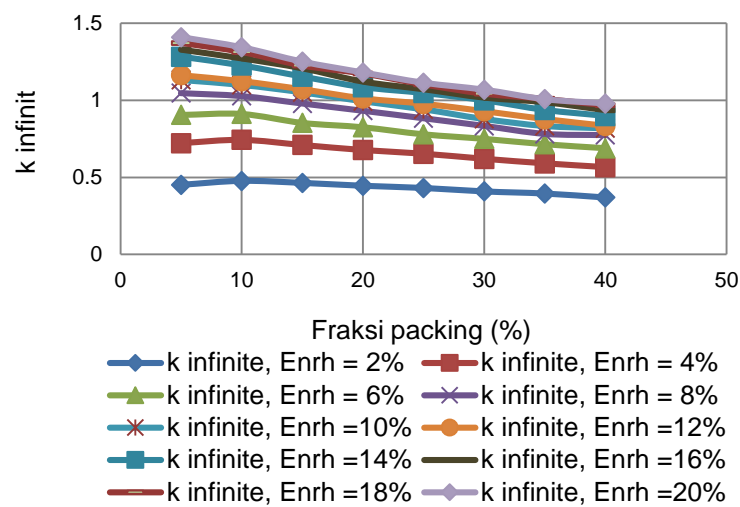 1.5
1
0.5
0
k infinit
0 10 20 30 40 50
Fraksi packing (%)
k infinite, Enrh = 2% k infinite, Enrh = 4%
k infinite, Enrh = 6% k infinite, Enrh = 8%
k infinite, Enrh =10% k infinite, Enrh =12%
k infinite, Enrh =14% k infinite, Enrh =16%
k infinite, Enrh =18% k infinite, Enrh =20%